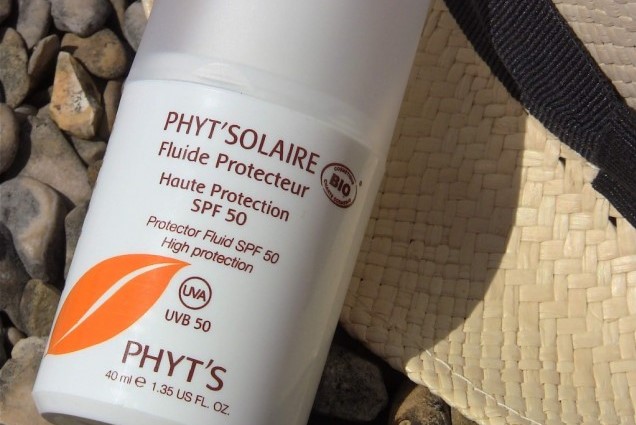 PHYT'SOLAIRE
Fluide Protecteur
BIO
Haute Protection
SPF 50
Protector Fluid SPF 50
High protection
UVA
UVB 50
PHYT'S
40 ml e 1.35 US FL. OZ.